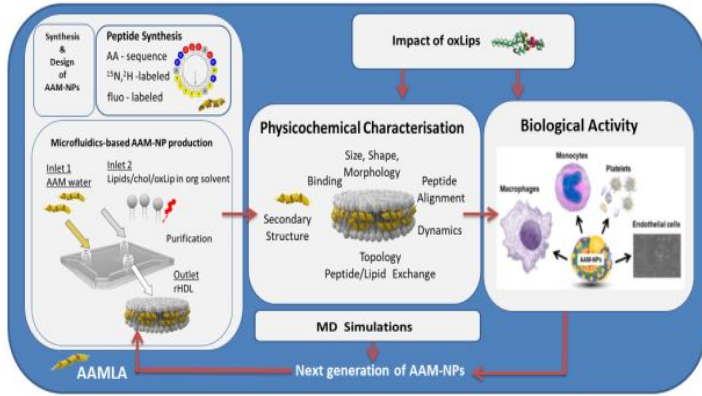 Synthesis
&
Design
of
AAM-NPs
Peptide Synthesis
AA - sequence
¹⁵N,²H -labeled
fluo - labeled
Microfluidics-based AAM-NP production
Inlet 1
AAM water
Inlet 2
Lipids/chol/oxLip in org solvent
Purification
Outlet
rHDL
AAMLA
Impact of oxLips
Physicochemical Characterisation
Size, Shape,
Morphology
Binding
Peptide
Alignment
Secondary
Structure
Dynamics
Topology
Peptide/Lipid Exchange
MD Simulations
Next generation of AAM-NPs
Biological Activity
Monocytes
Platelets
Macrophages
Endothelial cells
AAM-NPs